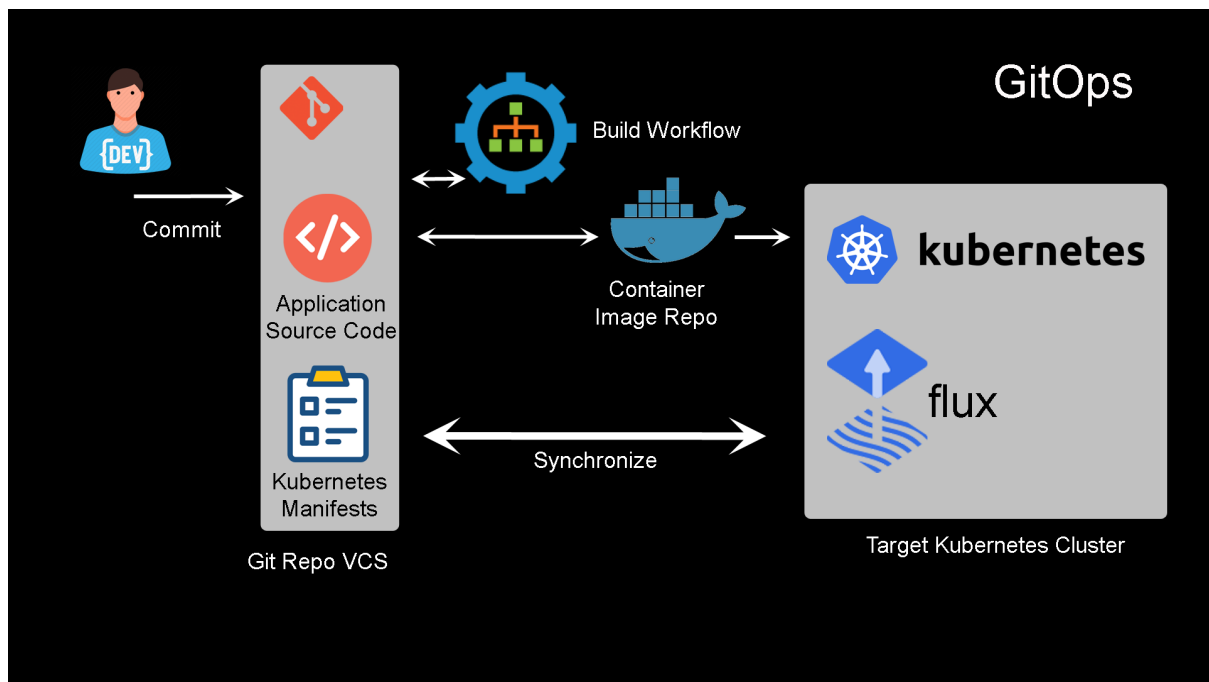 GitOps
{DEV}
Commit
</>
Application
Source Code
Kubernetes
Manifests
Git Repo VCS
Build Workflow
Container
Image Repo
Synchronize
kubernetes
flux
Target Kubernetes Cluster